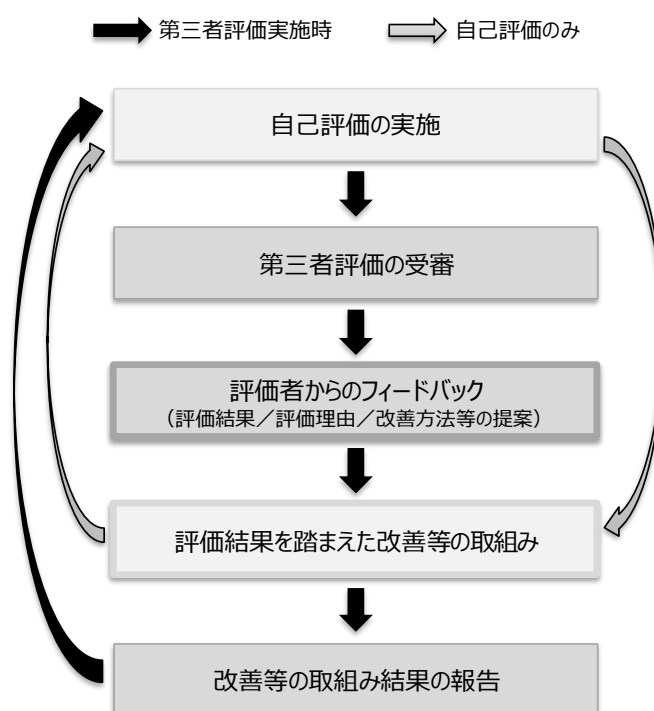 第三者評価実施時 自己評価のみ
自己評価の実施
第三者評価の受審
評価者からのフィードバック
（評価結果／評価理由／改善方法等の提案）
評価結果を踏まえた改善等の取組み
改善等の取組み結果の報告